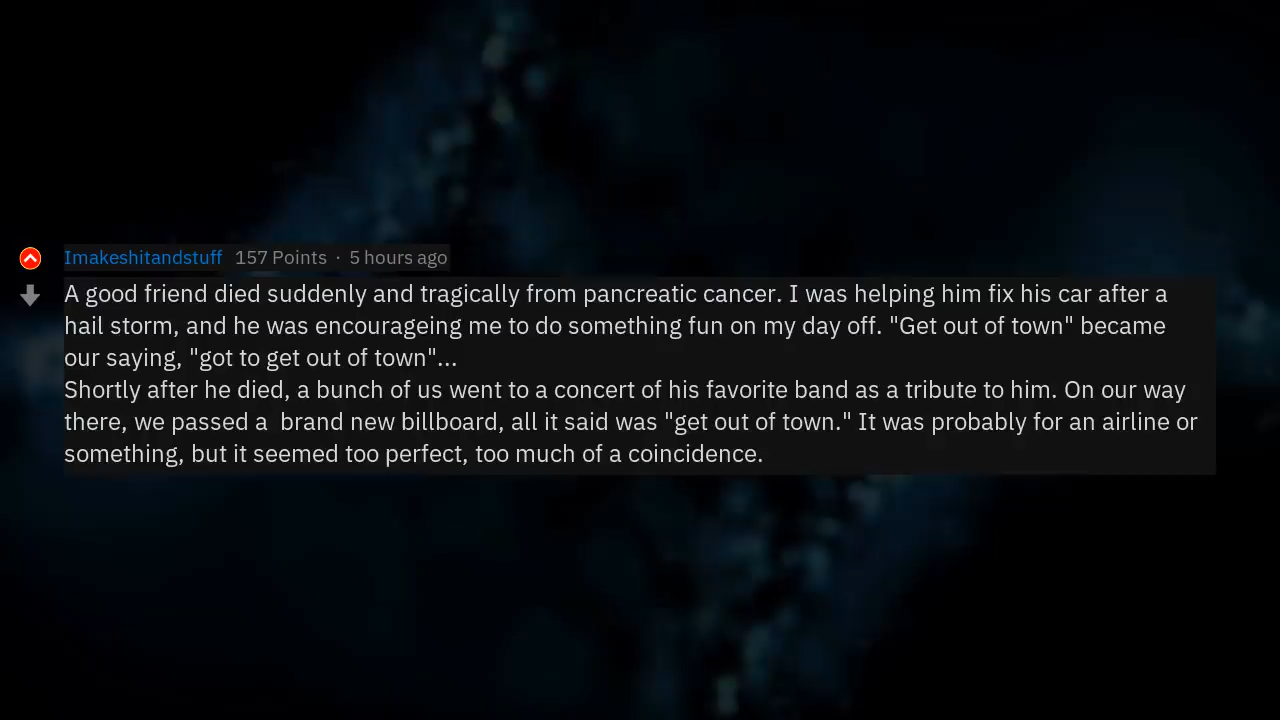 Imakeshitandstuff 157 Points · 5 hours ago
A good friend died suddenly and tragically from pancreatic cancer. I was helping him fix his car after a
hail storm, and he was encourageing me to do something fun on my day off. "Get out of town" became
our saying, "got to get out of town"...
Shortly after he died, a bunch of us went to a concert of his favorite band as a tribute to him. On our way
there, we passed a  brand new billboard, all it said was "get out of town." It was probably for an airline or
something, but it seemed too perfect, too much of a coincidence.